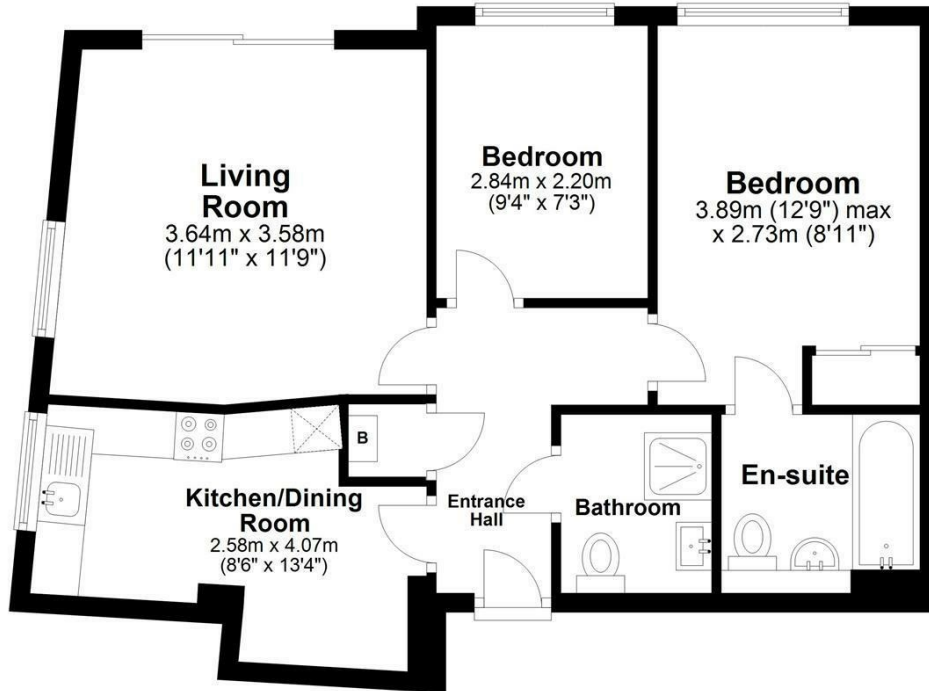 Living
Room
3.64m x 3.58m
(11'11" x 11'9")
Bedroom
2.84m x 2.20m
(9'4" x 7'3")
Bedroom
3.89m (12'9") max
x 2.73m (8'11")
B
Kitchen/Dining
Room
2.58m x 4.07m
(8'6" x 13'4")
Entrance
Hall
Bathroom
En-suite